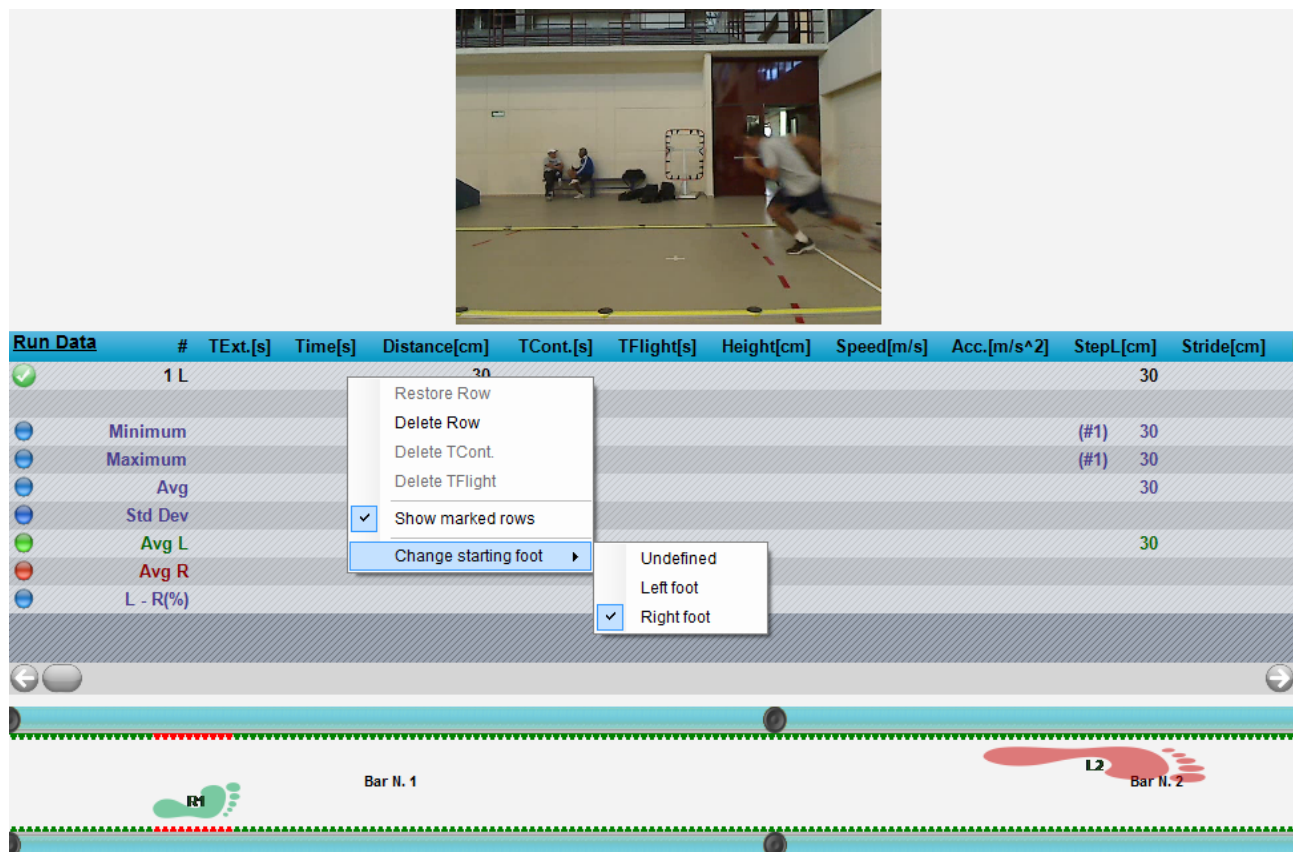 Run Data # TExt.[s] Time[s] Distance[cm] TCont.[s] TFlight[s] Height[cm] Speed[m/s] Acc.[m/s^2] StepL[cm] Stride[cm]
1 L 30 30
Restore Row
Delete Row
Minimum (#1) 30
Delete TCont.
Maximum (#1) 30
Delete TFlight
Avg 30
Std Dev
Show marked rows
Avg L 30
Change starting foot
Undefined
Avg R
Left foot
L - R(%)
Right foot
L2
Bar N. 1 Bar N. 2
R1